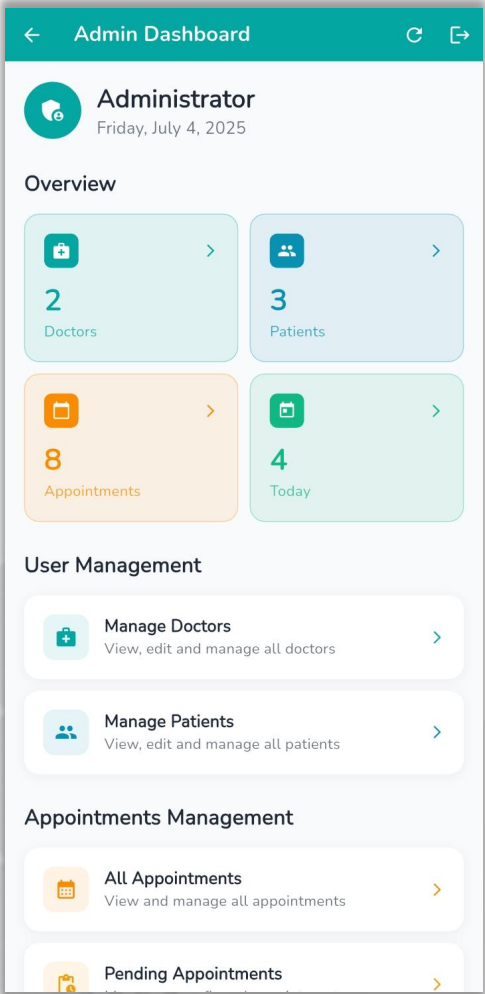 Admin Dashboard
Administrator
Friday, July 4, 2025
Overview
2
Doctors
3
Patients
8
Appointments
4
Today
User Management
Manage Doctors
View, edit and manage all doctors
Manage Patients
View, edit and manage all patients
Appointments Management
All Appointments
View and manage all appointments
Pending Appointments